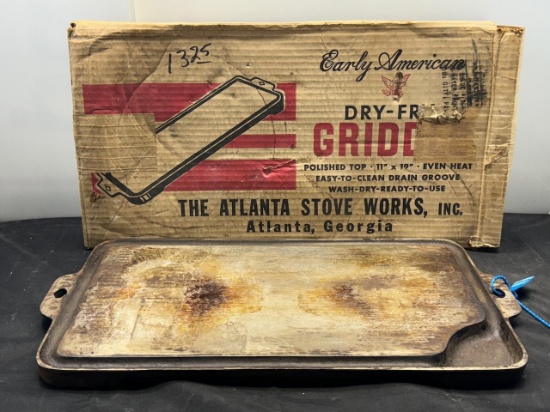 1325
Early American
DRY-FR
GRIDD
POLISHED TOP · 11" x 19" · EVEN HEAT
EASY-TO-CLEAN DRAIN GROOVE
WASH-DRY-READY-TO-USE
THE ATLANTA STOVE WORKS, INC.
Atlanta, Georgia